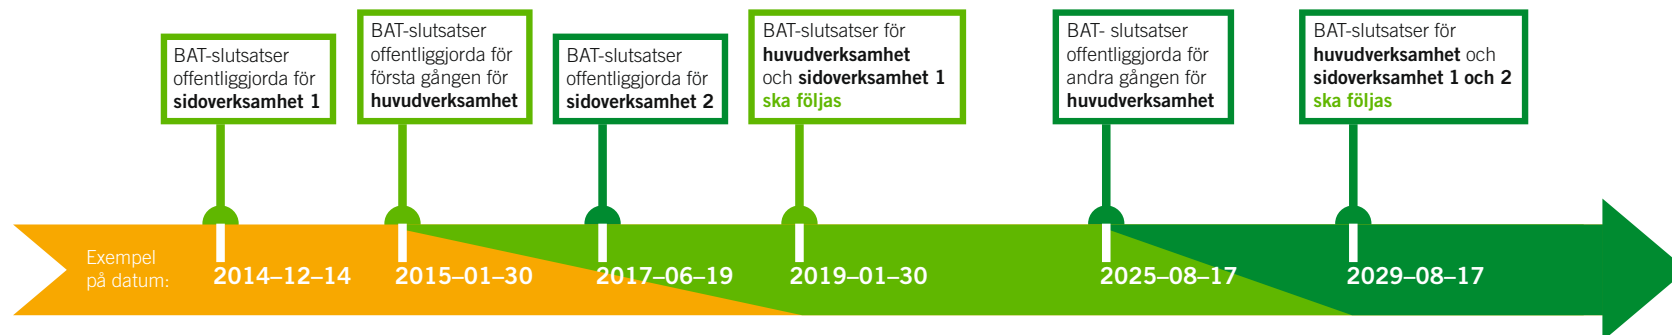 BAT-slutsatser
offentliggjorda för
sidoverksamhet 1
BAT-slutsatser
offentliggjorda för
första gången för
huvudverksamhet
BAT-slutsatser
offentliggjorda för
sidoverksamhet 2
BAT-slutsatser för
huvudverksamhet
och sidoverksamhet 1
ska följas
BAT- slutsatser
offentliggjorda för
andra gången för
huvudverksamhet
BAT-slutsatser för
huvudverksamhet och
sidoverksamhet 1 och 2
ska följas
Exempel
på datum:
2014–12–14
2015–01–30
2017–06–19
2019–01–30
2025–08–17
2029–08–17